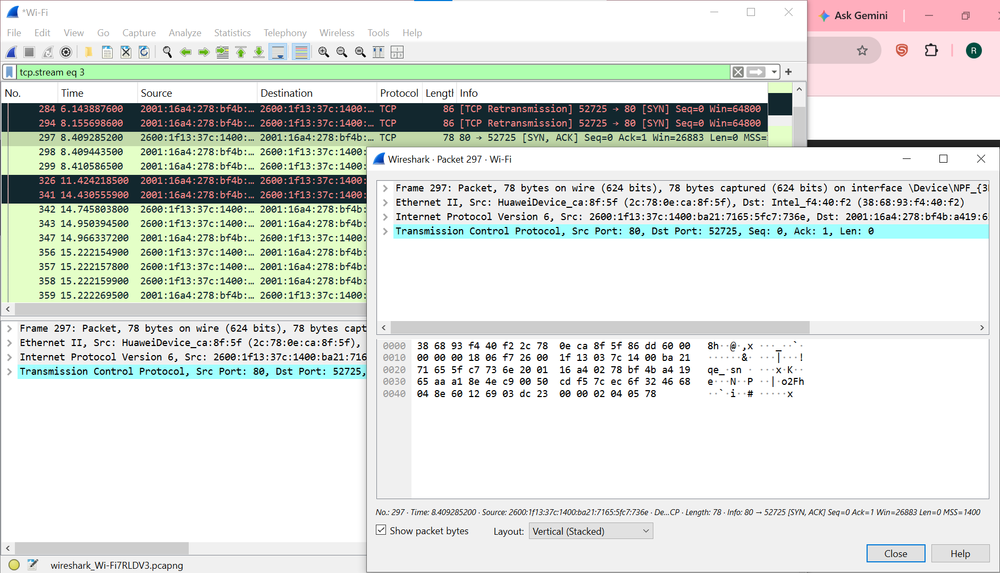 *Wi-Fi
File Edit View Go Capture Analyze Statistics Telephony Wireless Tools Help
tcp.stream eq 3
No. Time Source Destination Protocol Lengtl Info
284 6.143887600 2001:16a4:278:bf4b:… 2600:1f13:37c:1400:… TCP 86 [TCP Retransmission] 52725 → 80 [SYN] Seq=0 Win=64800
294 8.155698600 2001:16a4:278:bf4b:… 2600:1f13:37c:1400:… TCP 86 [TCP Retransmission] 52725 → 80 [SYN] Seq=0 Win=64800
297 8.409285200 2600:1f13:37c:1400:… 2001:16a4:278:bf4b:… TCP 78 80 → 52725 [SYN, ACK] Seq=0 Ack=1 Win=26883 Len=0 MSS=
298 8.409443500 2001:16a4:278:bf4b:… 2600:1f13:37c:1400:
299 8.410586500 2001:16a4:278:bf4b:… 2600:1f13:37c:1400:
326 11.424218500 2001:16a4:278:bf4b:… 2600:1f13:37c:1400:
341 14.430555900 2001:16a4:278:bf4b:… 2600:1f13:37c:1400:
342 14.745803800 2600:1f13:37c:1400:… 2001:16a4:278:bf4b:
343 14.950394500 2600:1f13:37c:1400:… 2001:16a4:278:bf4b:
347 14.966337200 2600:1f13:37c:1400:… 2001:16a4:278:bf4b:
356 15.222154900 2600:1f13:37c:1400:… 2001:16a4:278:bf4b:
357 15.222157800 2600:1f13:37c:1400:… 2001:16a4:278:bf4b:
358 15.222159900 2600:1f13:37c:1400:… 2001:16a4:278:bf4b:
359 15.222269500 2001:16a4:278:bf4b:… 2600:1f13:37c:1400:
Frame 297: Packet, 78 bytes on wire (624 bits), 78 bytes capt
Ethernet II, Src: HuaweiDevice_ca:8f:5f (2c:78:0e:ca:8f:5f),
Internet Protocol Version 6, Src: 2600:1f13:37c:1400:ba21:716
Transmission Control Protocol, Src Port: 80, Dst Port: 52725,
wireshark_Wi-Fi7RLDV3.pcapng
Ask Gemini
R
Wireshark · Packet 297 · Wi-Fi
Frame 297: Packet, 78 bytes on wire (624 bits), 78 bytes captured (624 bits) on interface \Device\NPF_{3
Ethernet II, Src: HuaweiDevice_ca:8f:5f (2c:78:0e:ca:8f:5f), Dst: Intel_f4:40:f2 (38:68:93:f4:40:f2)
Internet Protocol Version 6, Src: 2600:1f13:37c:1400:ba21:7165:5fc7:736e, Dst: 2001:16a4:278:bf4b:a419:6
Transmission Control Protocol, Src Port: 80, Dst Port: 52725, Seq: 0, Ack: 1, Len: 0
0000 38 68 93 f4 40 f2 2c 78 0e ca 8f 5f 86 dd 60 00 8h··@·,x ···_··`·
0010 00 00 00 18 06 f7 26 00 1f 13 03 7c 14 00 ba 21 ······&· ···|···!
0020 71 65 5f c7 73 6e 20 01 16 a4 02 78 bf 4b a4 19 qe_·sn · ···x·K··
0030 65 aa a1 8e 4e c9 00 50 cd f5 7c ec 6f 32 46 68 e···N··P ··|·o2Fh
0040 04 8e 60 12 69 03 dc 23 00 00 02 04 05 78 ··`·i··# ·····x
No.: 297 · Time: 8.409285200 · Source: 2600:1f13:37c:1400:ba21:7165:5fc7:736e · De...CP · Length: 78 · Info: 80 → 52725 [SYN, ACK] Seq=0 Ack=1 Win=26883 Len=0 MSS=1400
Show packet bytes Layout: Vertical (Stacked)
Close Help